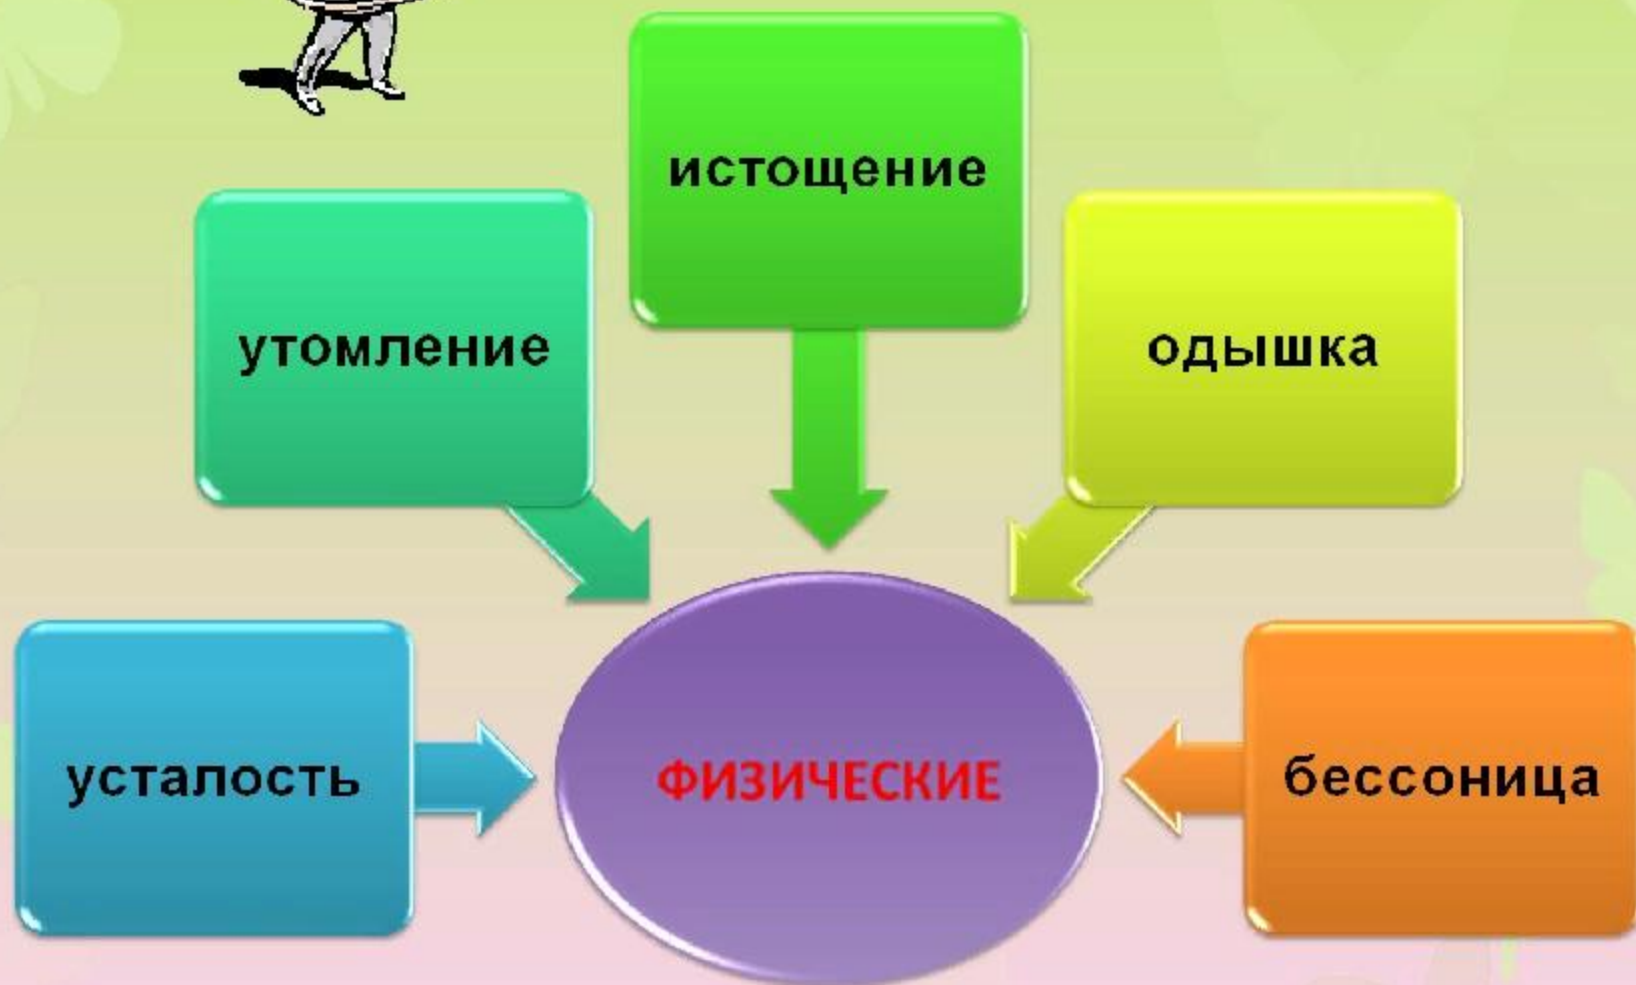 истощение
утомление
одышка
усталость
ФИЗИЧЕСКИЕ
бессоница